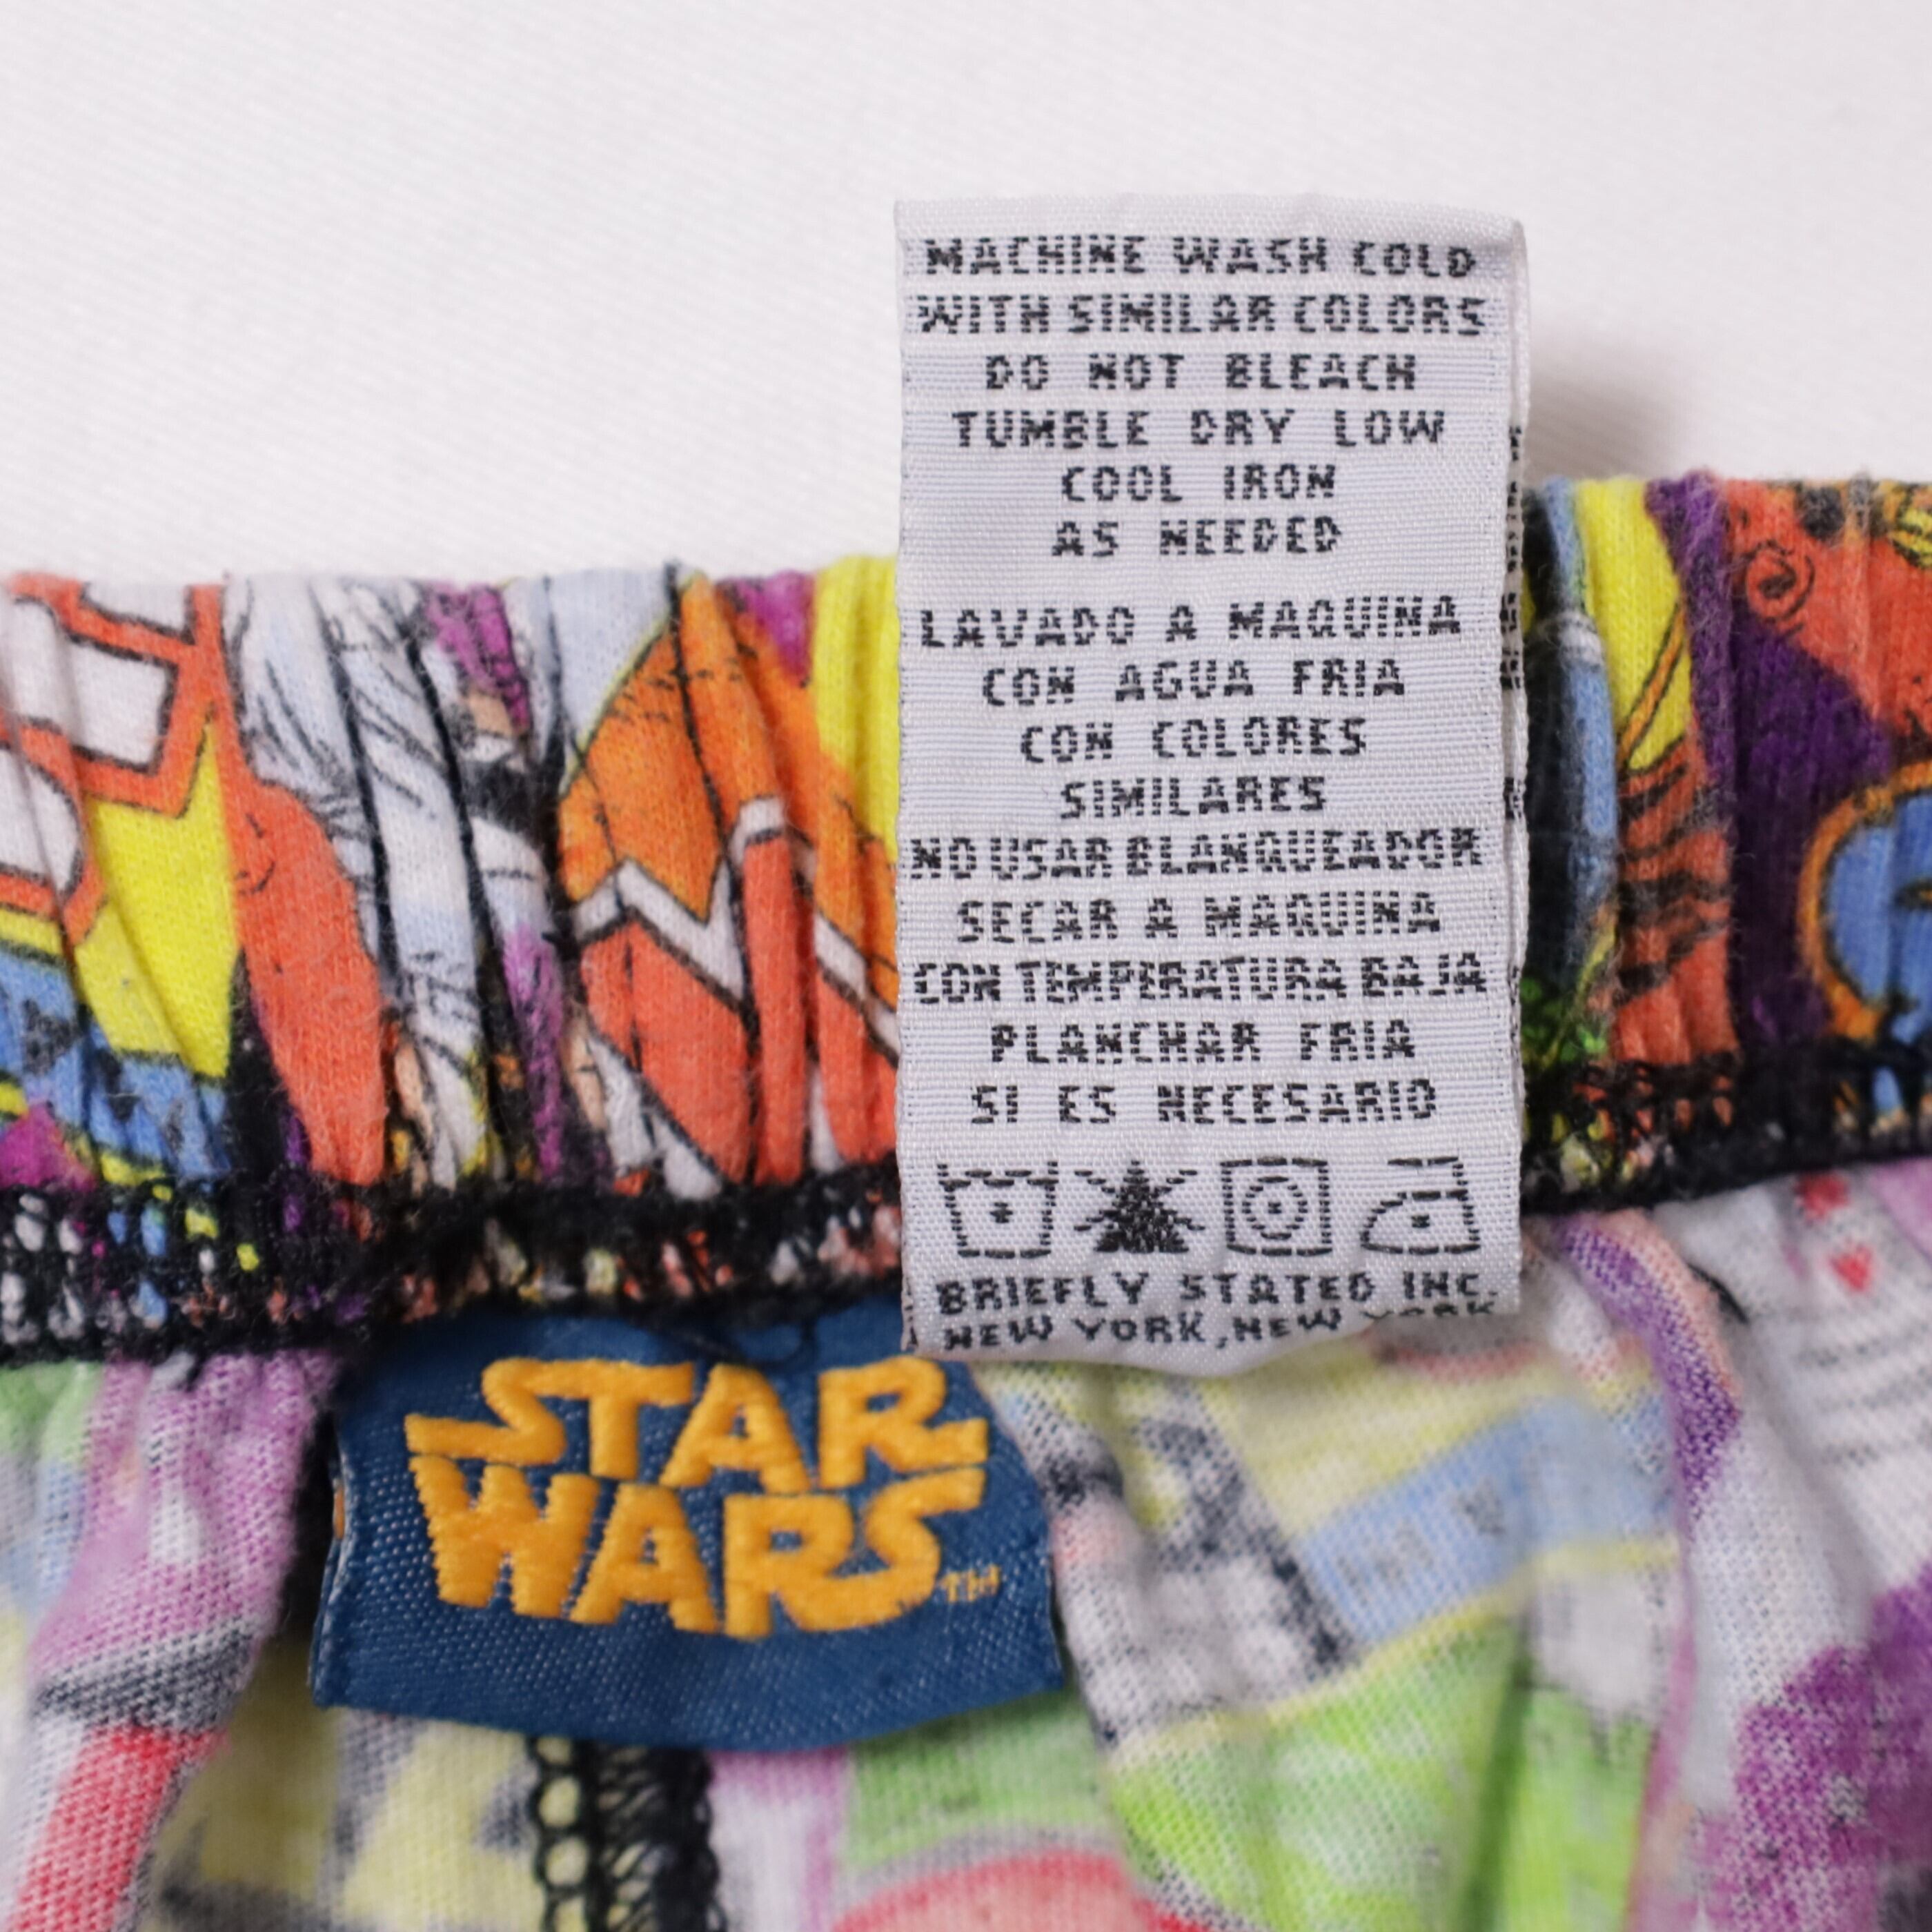 MACHINE WASH COLD
WITH SIMILAR COLORS
DO NOT BLEACH
TUMBLE DRY LOW
COOL IRON
AS NEEDED
LAVADO A MAQUINA
CON AGUA FRIA
CON COLORES
SIMILARES
NO USAR BLANQUEADOR
SECAR A MAQUINA
CON TEMPERATURA BAJA
PLANCHAR FRIA
SI ES NECESARIO
BRIEFLY STATED INC.
NEW YORK, NEW YORK
STAR
WARS TM